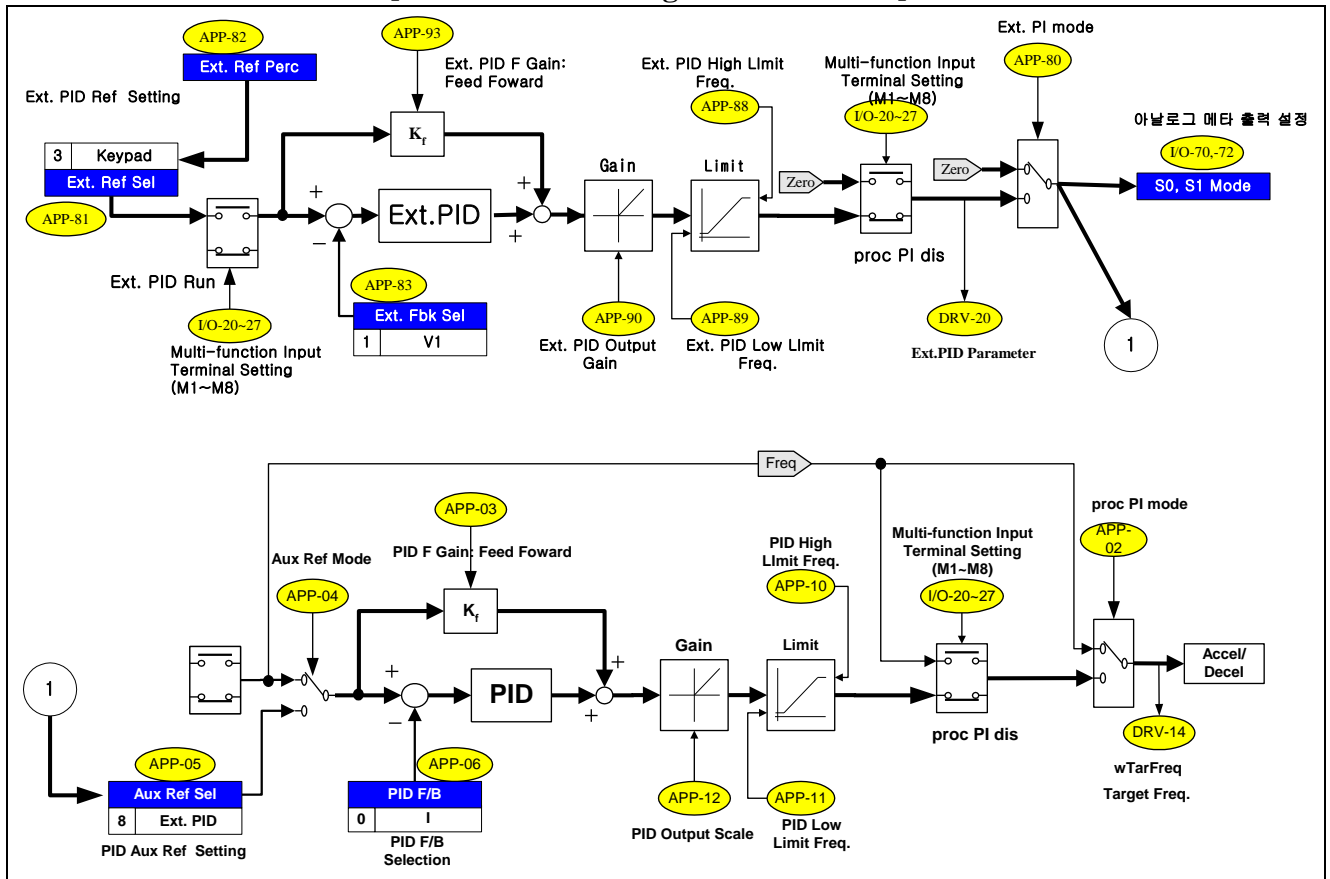 APP-82
Ext. Ref Perc
APP-93
Ext. PID F Gain:
Feed Foward
Ext. PID Ref Setting
3 Keypad
Ext. Ref Sel
APP-81
K_f
+
−
Ext.PID
+
+
Ext. PID Run
I/O-20~27
Multi-function Input
Terminal Setting
(M1~M8)
APP-83
Ext. Fbk Sel
1 V1
Gain
APP-90
Ext. PID Output
Gain
Ext. PID High LImit
Freq.
APP-88
Limit
APP-89
Ext. PID Low LImit
Freq.
Multi-function Input
Terminal Setting
(M1~M8)
I/O-20~27
Zero
proc PI dis
DRV-20
Ext.PID Parameter
Ext. PI mode
APP-80
Zero
아날로그 메타 출력 설정
I/O-70,-72
S0, S1 Mode
1
Freq
1
APP-05
Aux Ref Sel
8 Ext. PID
PID Aux Ref Setting
Aux Ref Mode
APP-04
APP-03
PID F Gain: Feed Foward
K_f
+
−
PID
+
+
APP-06
PID F/B
0 I
PID F/B
Selection
Gain
APP-12
PID Output Scale
PID High
LImit Freq.
APP-10
Limit
APP-11
PID Low
Limit Freq.
Multi-function Input
Terminal Setting
(M1~M8)
I/O-20~27
proc PI dis
proc PI mode
APP-
02
Accel/
Decel
DRV-14
wTarFreq
Target Freq.